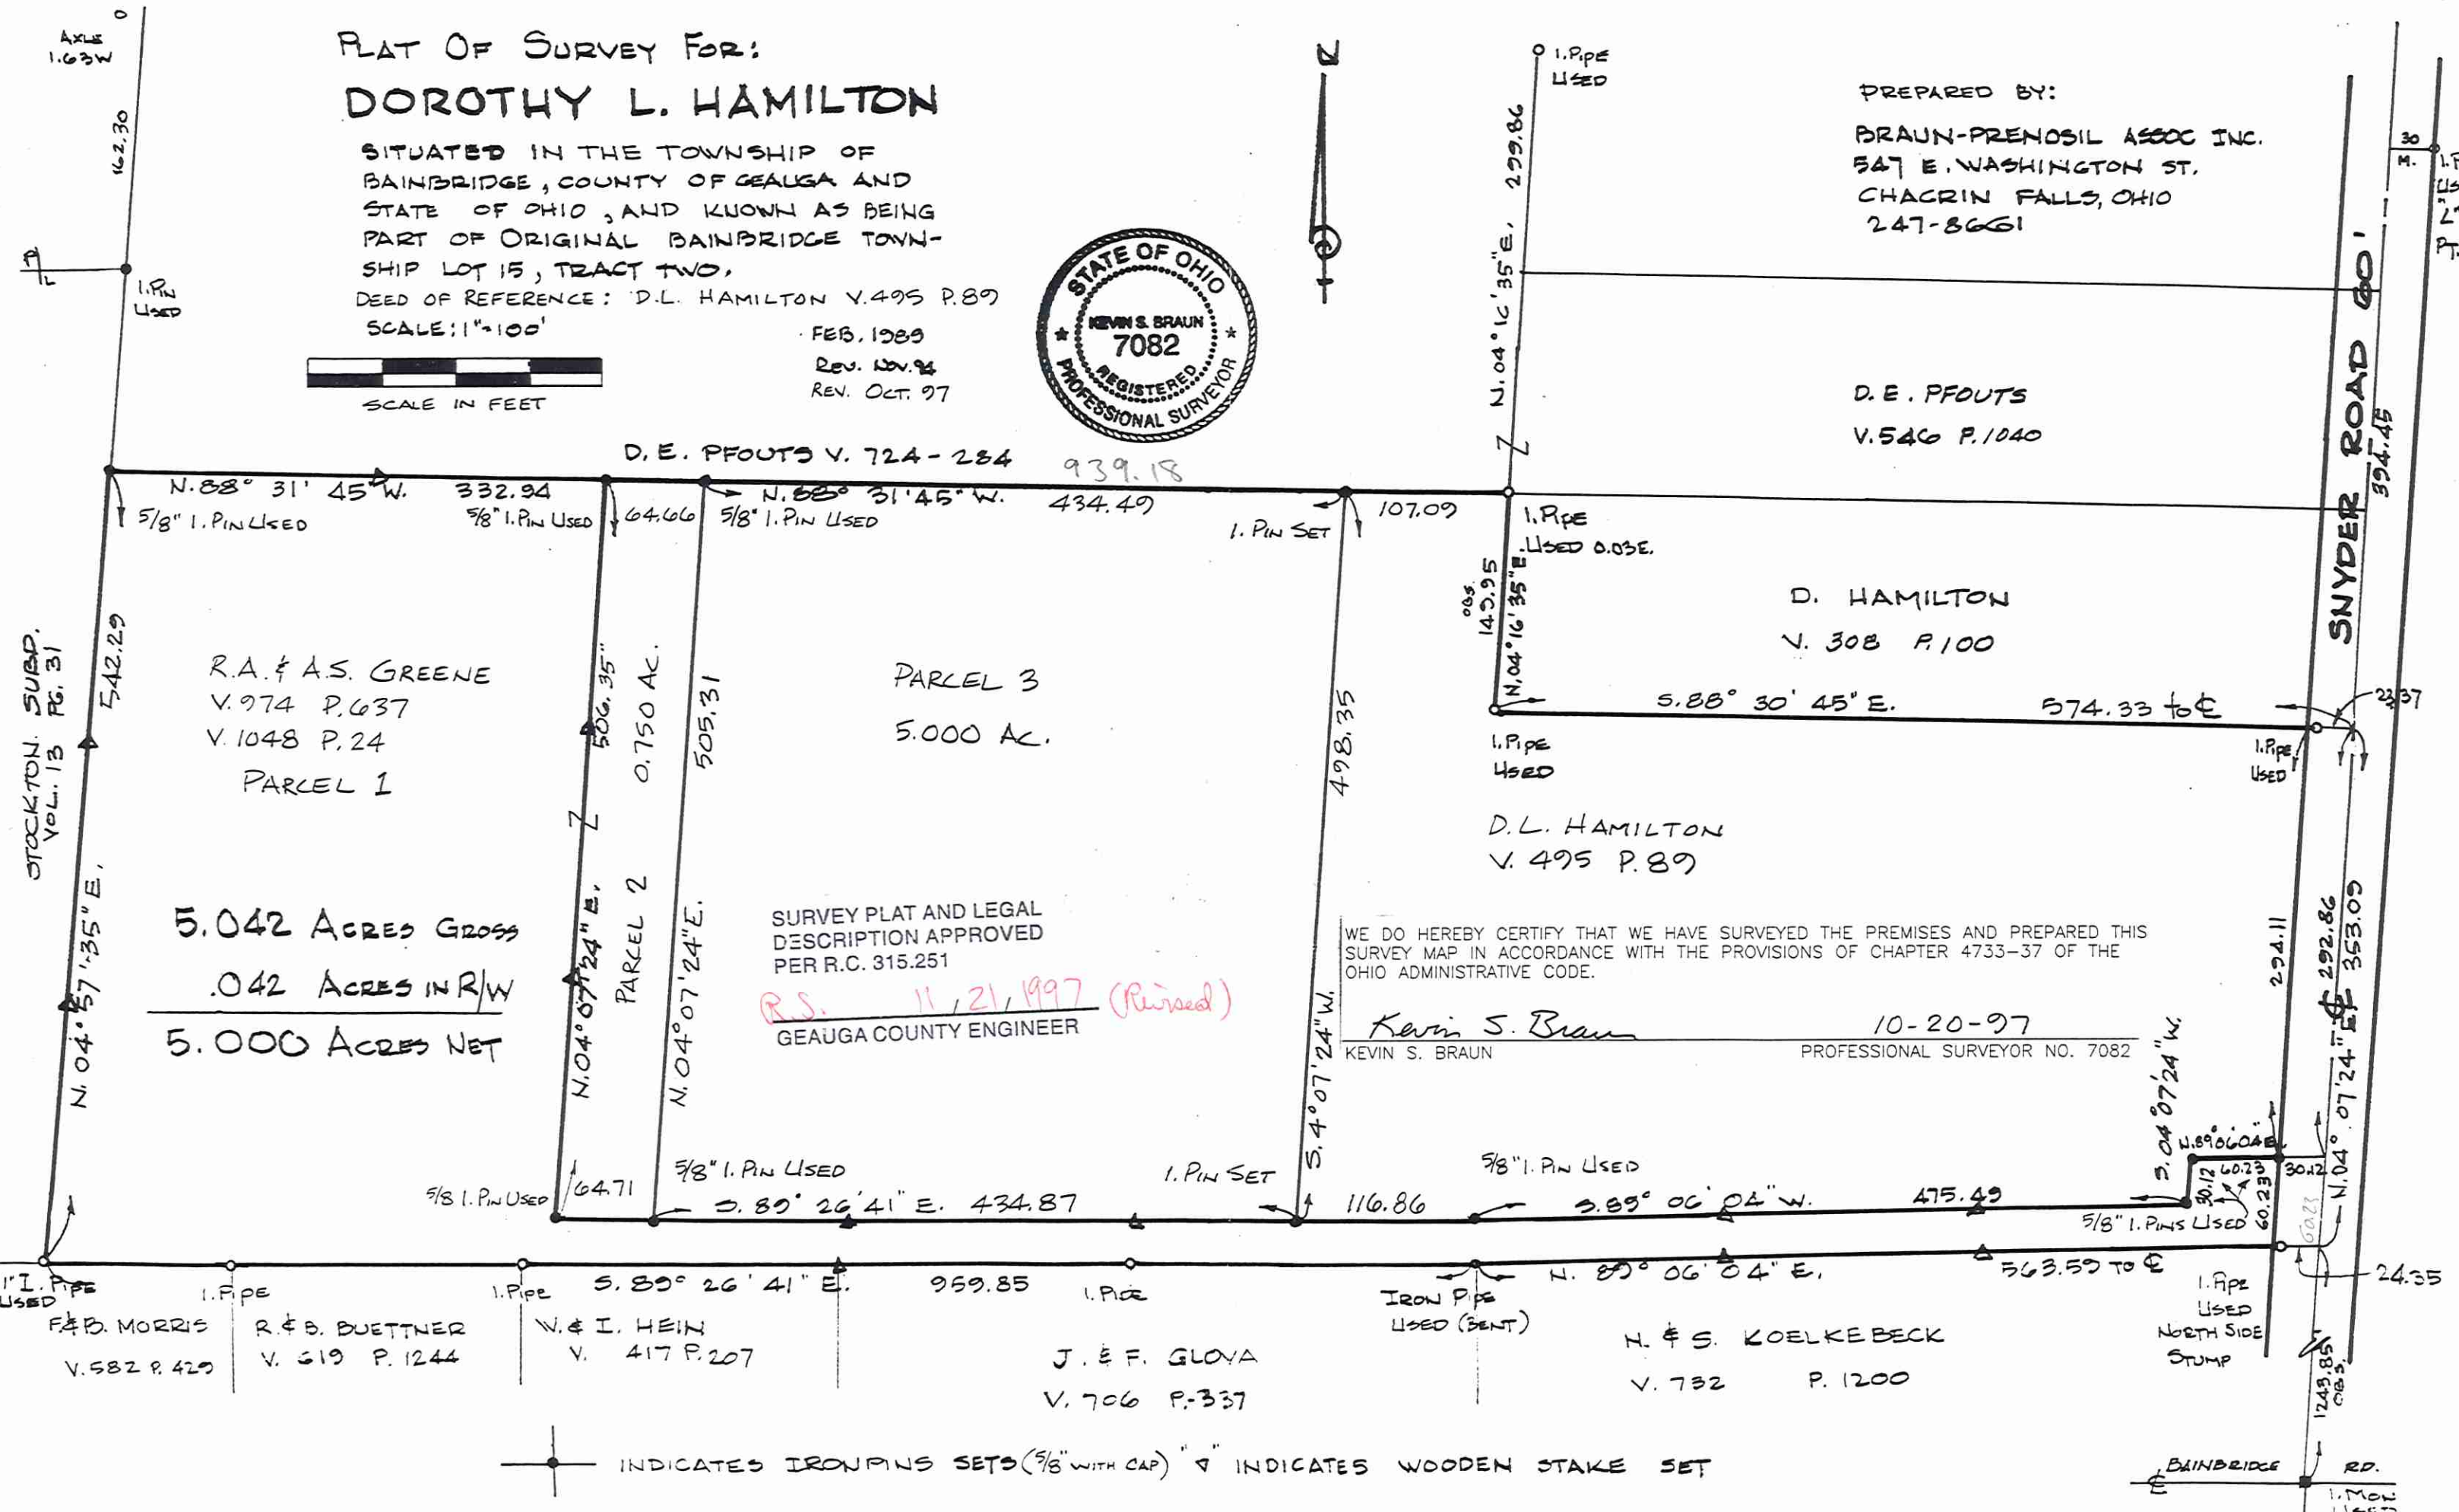 AXLE
1.63W
162.30
P/L
I. PIN
USED
PLAT OF SURVEY FOR:
DOROTHY L. HAMILTON
SITUATED IN THE TOWNSHIP OF
BAINBRIDGE, COUNTY OF GEAUGA AND
STATE OF OHIO, AND KNOWN AS BEING
PART OF ORIGINAL BAINBRIDGE TOWN-
SHIP LOT 15, TRACT TWO.
DEED OF REFERENCE: D.L. HAMILTON V.495 P.89
SCALE: 1"=100'
FEB. 1989
REV. NOV. 94
REV. OCT. 97
SCALE IN FEET
STATE OF OHIO
KEVIN S. BRAUN
7082
REGISTERED
PROFESSIONAL SURVEYOR
N
I. PIPE
USED
N.04°16'35"E. 299.86
PREPARED BY:
BRAUN-PRENOSIL ASSOC INC.
547 E. WASHINGTON ST.
CHAGRIN FALLS, OHIO
247-8661
30
M.
SNYDER ROAD 60'
394.45
D.E. PFOUTS
V.546 P.1040
D.E. PFOUTS V. 724-284
939.18
N.88° 31' 45" W. 332.94
64.66
N.88° 31' 45" W. 434.49
107.09
5/8" I. PIN USED
5/8" I. PIN USED
5/8" I. PIN USED
I. PIN SET
I. PIPE
USED 0.03E.
OBS.
149.95
N.04°16'35"E.
D. HAMILTON
V. 308 P.100
S.88° 30' 45" E. 574.33 to ℄
23.37
I. PIPE
USED
I. PIPE
USED
STOCKTON SUBD.
VOL. 13 PG. 31
N.04°57'35"E. 542.29
R.A. & A.S. GREENE
V.974 P.637
V.1048 P.24
PARCEL 1
5.042 ACRES GROSS
.042 ACRES IN R/W
5.000 ACRES NET
N.04°07'24"E. 506.35"
PARCEL 2 0.750 AC.
N.04°07'24"E. 505.31
PARCEL 3
5.000 AC.
S.4°07'24"W. 498.35
SURVEY PLAT AND LEGAL
DESCRIPTION APPROVED
PER R.C. 315.251
R.S. 11, 21, 1997 (Revised)
GEAUGA COUNTY ENGINEER
D.L. HAMILTON
V. 495 P.89
WE DO HEREBY CERTIFY THAT WE HAVE SURVEYED THE PREMISES AND PREPARED THIS
SURVEY MAP IN ACCORDANCE WITH THE PROVISIONS OF CHAPTER 4733-37 OF THE
OHIO ADMINISTRATIVE CODE.
Kevin S. Braun 10-20-97
KEVIN S. BRAUN PROFESSIONAL SURVEYOR NO. 7082
294.11
℄ 292.86
N.04°07'24"E. 353.09
S.04°07'24"W.
N.89°06'04"E.
60.23
30.12
30.12
60.23
60.23
5/8" I. PINS USED
5/8 I. PIN USED
64.71
5/8" I. PIN USED
S. 89° 26' 41" E. 434.87
I. PIN SET
116.86
5/8" I. PIN USED
S.89° 06' 04" W. 475.49
1" I. PIPE
USED
I. PIPE
I. PIPE
S. 89° 26' 41" E. 959.85
I. PIPE
IRON PIPE
USED (BENT)
N. 89° 06' 04" E. 563.59 TO ℄
24.35
I. PIPE
USED
NORTH SIDE
STUMP
F.&B. MORRIS
V.582 P. 429
R. & B. BUETTNER
V. 619 P. 1244
W. & I. HEIN
V. 417 P.207
J. & F. GLOVA
V. 706 P.-337
N. & S. KOELKEBECK
V. 732 P. 1200
1243.85
OBS.
INDICATES IRON PINS SETS (5/8" WITH CAP) "∇" INDICATES WOODEN STAKE SET
℄ BAINBRIDGE RD.
I. MON
USED